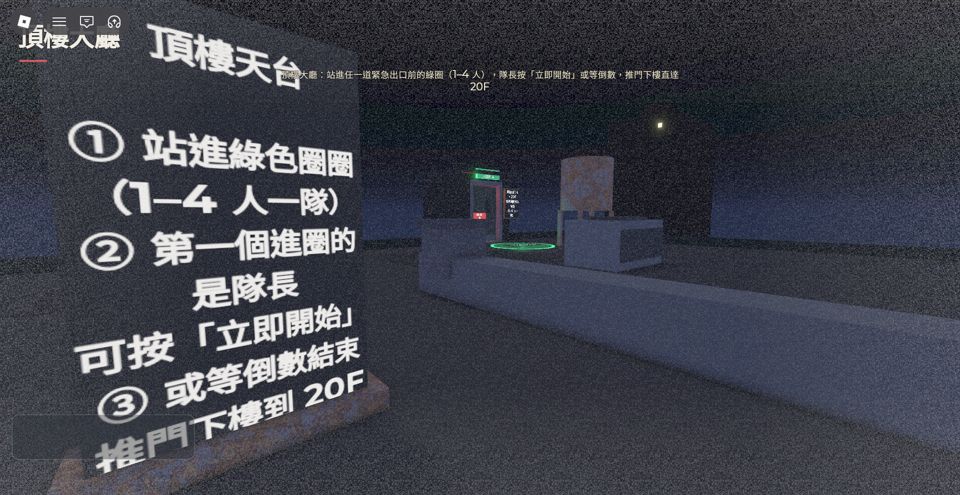 頂樓大廳
頂樓大廳：站進任一道緊急出口前的綠圈（1–4 人），隊長按「立即開始」或等倒數，推門下樓直達
20F
頂樓天台
① 站進綠色圈圈
（1–4 人一隊）
② 第一個進圈的
是隊長
可按「立即開始」
③ 或等倒數結束
推門下樓到 20F